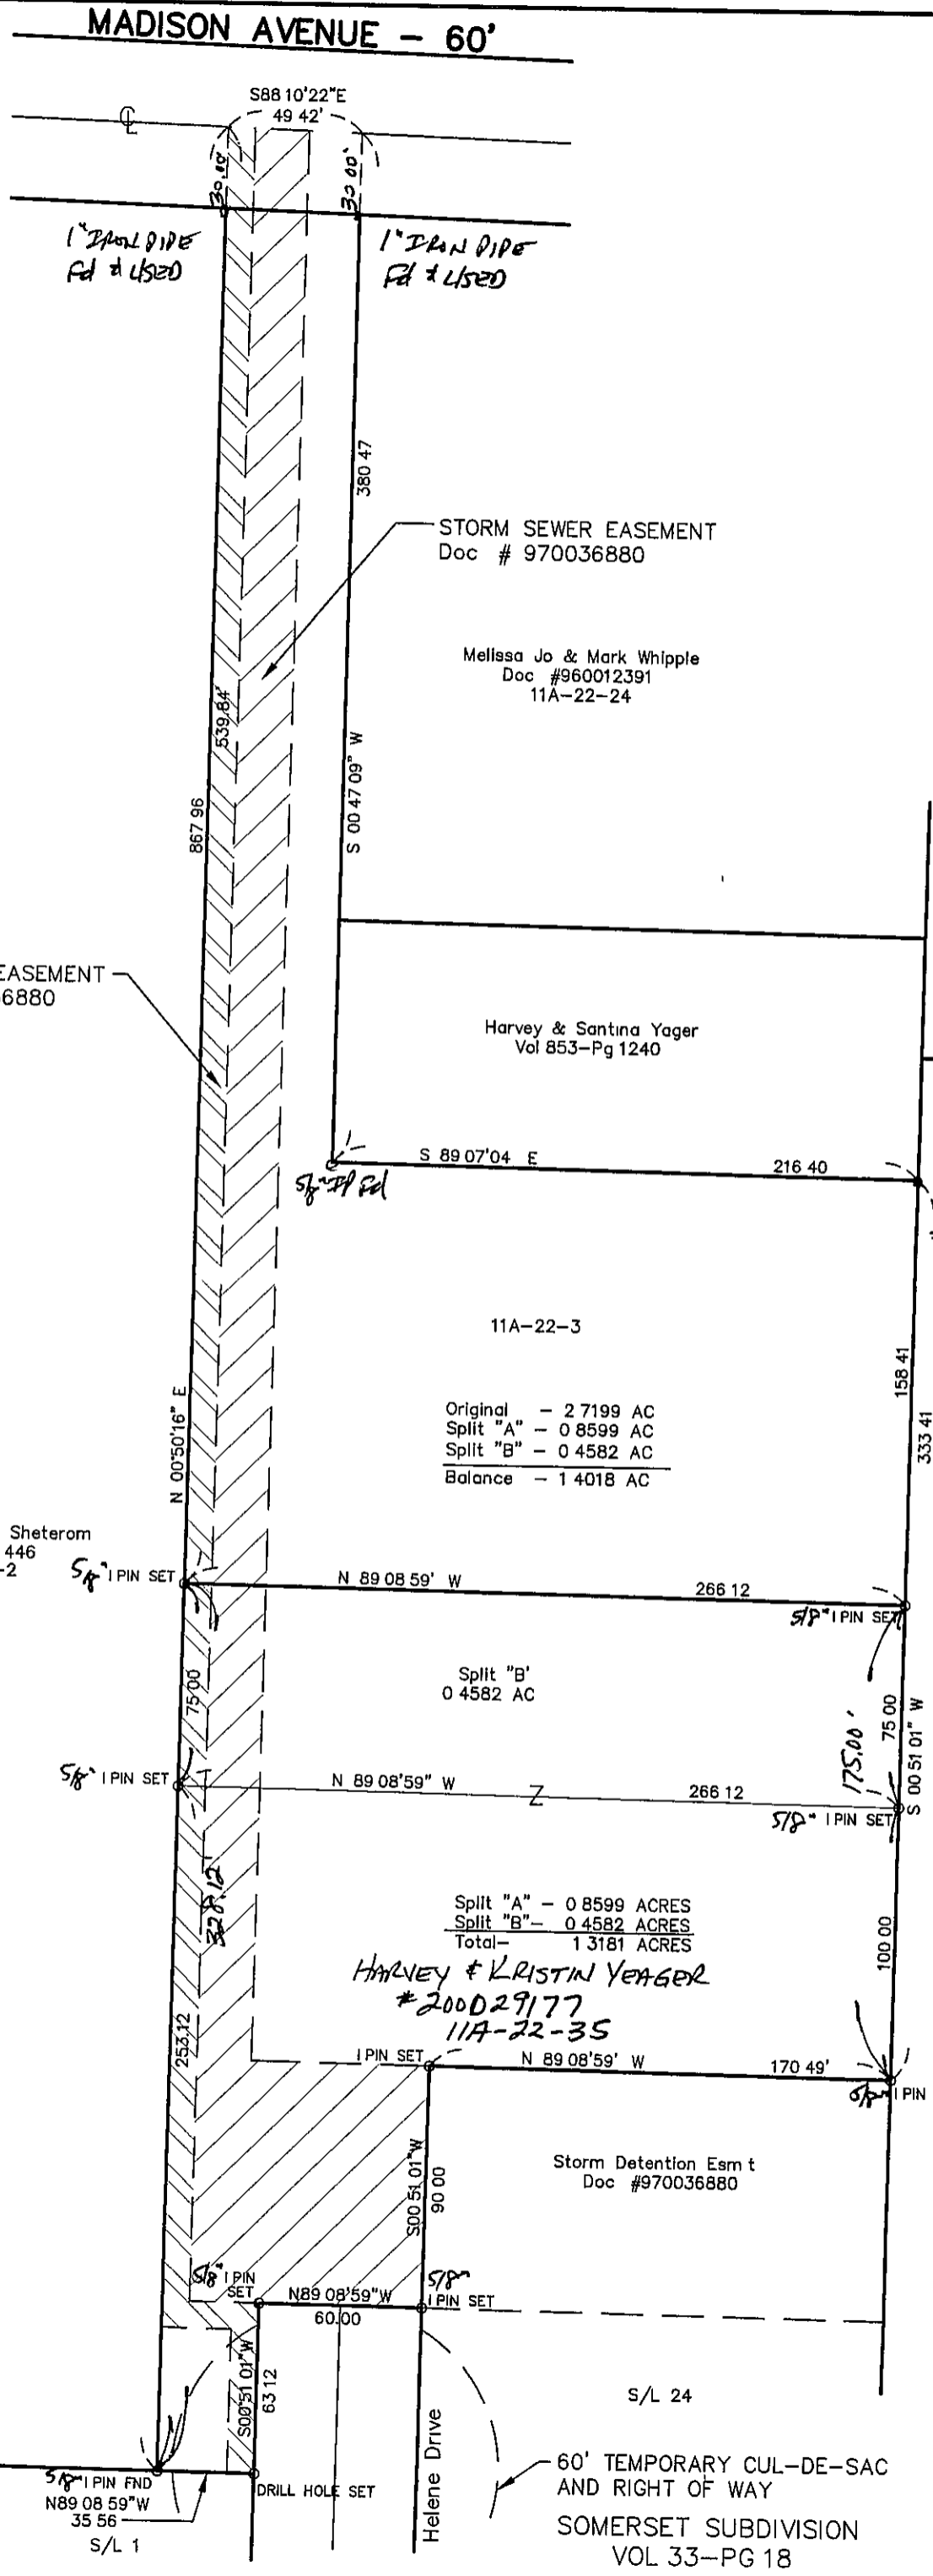 MADISON AVENUE - 60'
S88 10'22"E
49 42'
30.00'
30.00'
1" IRON PIPE
Fd & USED
1" IRON PIPE
Fd & USED
380 47
STORM SEWER EASEMENT
Doc # 970036880
Melissa Jo & Mark Whipple
Doc #960012391
11A-22-24
539.84'
S 00 47 09" W
867 96
EASEMENT
6880
Harvey & Santina Yager
Vol 853-Pg 1240
S 89 07'04 E
216 40
5/8" IP Fd
11A-22-3
158 41
333 41
Original - 2 7199 AC
Split "A" - 0 8599 AC
Split "B" - 0 4582 AC
Balance - 1 4018 AC
N 00°50'16" E
Sheterom
446
-2
5/8" I PIN SET
N 89 08 59' W
266 12
5/8" I PIN SET
Split "B'
0 4582 AC
75 00
75 00
175.00'
S 00 51 01" W
5/8" I PIN SET
N 89 08'59" W
Z
266 12
5/8" I PIN SET
328.12'
Split "A" - 0 8599 ACRES
Split "B"- 0 4582 ACRES
Total- 1 3181 ACRES
HARVEY & KRISTIN YEAGER
#200029177
11A-22-35
100 00
253.12
I PIN SET
N 89 08'59' W
170 49'
5/8" I PIN
S00 51 01"W
90 00
Storm Detention Esm t
Doc #970036880
5/8" I PIN
SET
N89 08'59"W
60.00
5/8"
I PIN SET
S00°51 01"W
63 12
S/L 24
Helene Drive
5/8" I PIN FND
N89 08 59"W
35 56
S/L 1
DRILL HOLE SET
60' TEMPORARY CUL-DE-SAC
AND RIGHT OF WAY
SOMERSET SUBDIVISION
VOL 33-PG 18